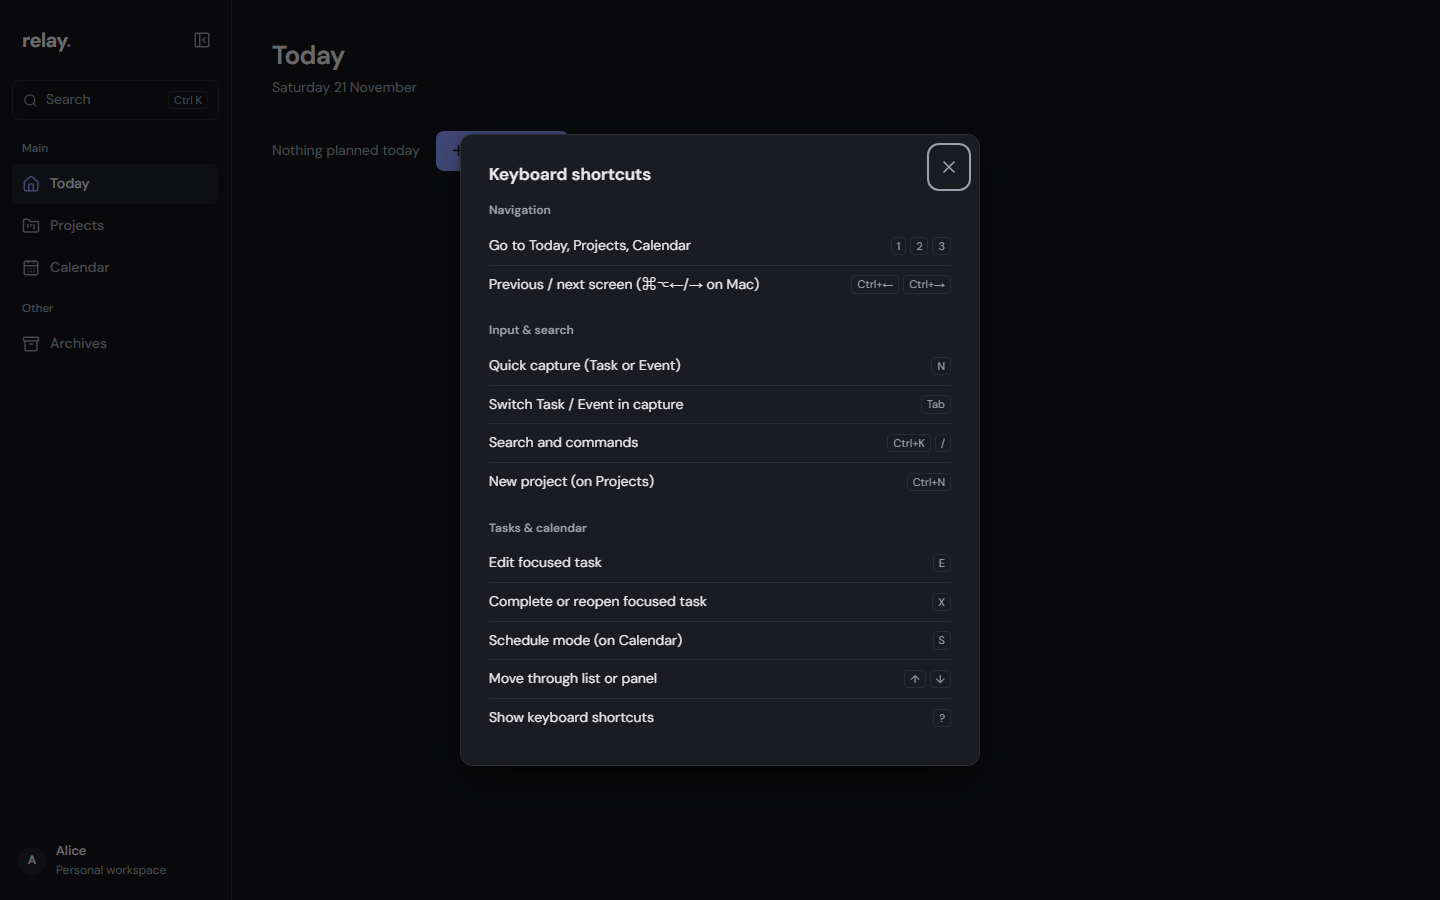 relay.
Search Ctrl K
Main
Today
Projects
Calendar
Other
Archives
A
Alice
Personal workspace
Today
Saturday 21 November
Nothing planned today
Keyboard shortcuts
Navigation
Go to Today, Projects, Calendar 1 2 3
Previous / next screen (⌘⌥←/→ on Mac) Ctrl+← Ctrl+→
Input & search
Quick capture (Task or Event) N
Switch Task / Event in capture Tab
Search and commands Ctrl+K /
New project (on Projects) Ctrl+N
Tasks & calendar
Edit focused task E
Complete or reopen focused task X
Schedule mode (on Calendar) S
Move through list or panel ↑ ↓
Show keyboard shortcuts ?